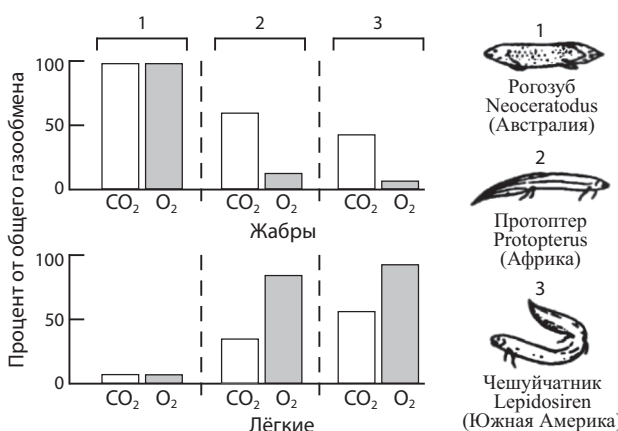 Процент от общего газообмена
1 2 3
100
50
0
CO₂ O₂ CO₂ O₂ CO₂ O₂
Жабры
100
50
0
CO₂ O₂ CO₂ O₂ CO₂ O₂
Лёгкие
1
Рогозуб
Neoceratodus
(Австралия)
2
Протоптер
Protopterus
(Африка)
3
Чешуйчатник
Lepidosiren
(Южная Америка)